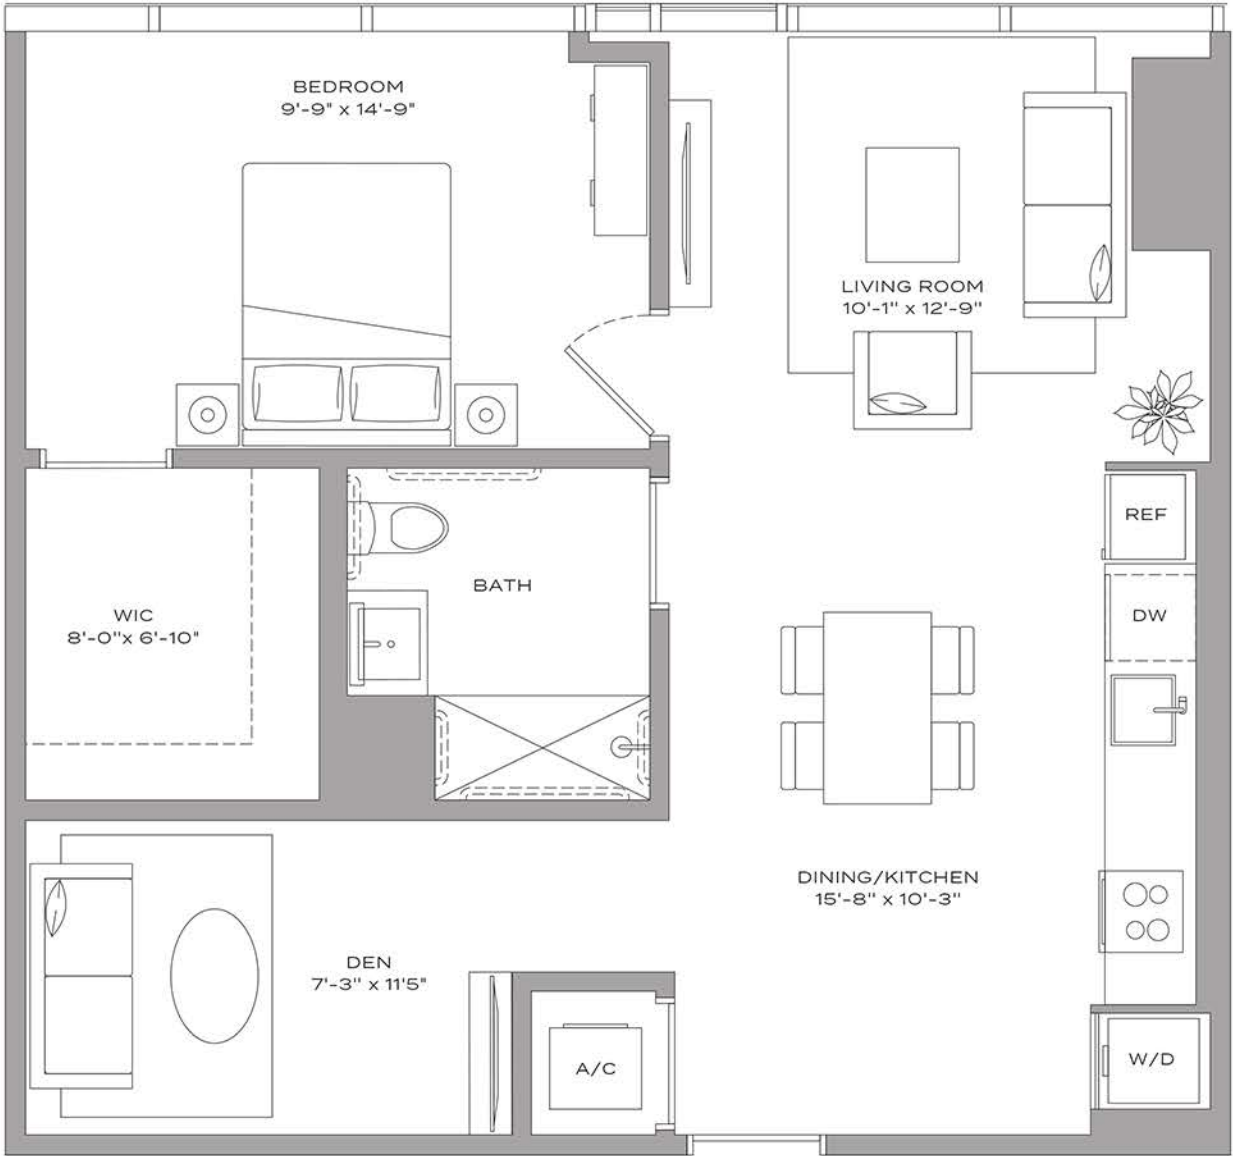 BEDROOM
9'-9" x 14'-9"
LIVING ROOM
10'-1" x 12'-9"
REF
BATH
WIC
8'-0"x 6'-10"
DW
DINING/KITCHEN
15'-8" x 10'-3"
DEN
7'-3" x 11'5"
A/C
W/D